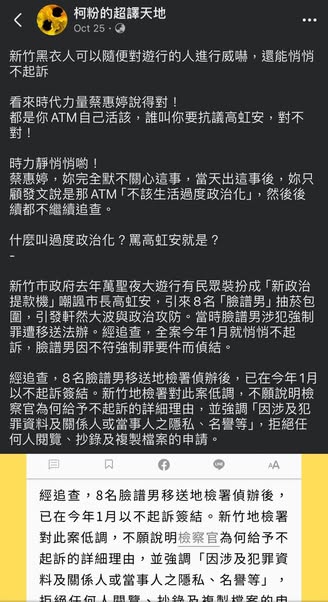 柯粉的超譯天地
Oct 25 ·
新竹黑衣人可以隨便對遊行的人進行威嚇，還能悄悄
不起訴
看來時代力量蔡惠婷說得對！
都是你 ATM 自己活該，誰叫你要抗議高虹安，對不
對！
時力靜悄悄喲！
蔡惠婷，妳完全默不關心這事，當天出這事後，妳只
顧發文說是那 ATM「不該生活過度政治化」，然後後
續都不繼續追查。
什麼叫過度政治化？罵高虹安就是？
-
新竹市政府去年萬聖夜大遊行有民眾裝扮成「新政治
提款機」嘲諷市長高虹安，引來 8 名「臉譜男」抽菸包
圍，引發軒然大波與政治攻防。當時臉譜男涉犯強制
罪遭移送法辦。經追查，全案今年1月就悄悄不起
訴，臉譜男因不符強制罪要件而偵結。
經追查，8名臉譜男移送地檢署偵辦後，已在今年1月
以不起訴簽結。新竹地檢署對此案低調，不願說明檢
察官為何給予不起訴的詳細理由，並強調「因涉及犯
罪資料及關係人或當事人之隱私、名譽等」，拒絕任
何人閱覽、抄錄及複製檔案的申請。
AA
經追查，8名臉譜男移送地檢署偵辦後，
已在今年1月以不起訴簽結。新竹地檢署
對此案低調，不願說明檢察官為何給予不
起訴的詳細理由，並強調「因涉及犯罪資
料及關係人或當事人之隱私、名譽等」，
拒絕任何人閱覽、抄錄及複製檔案的申